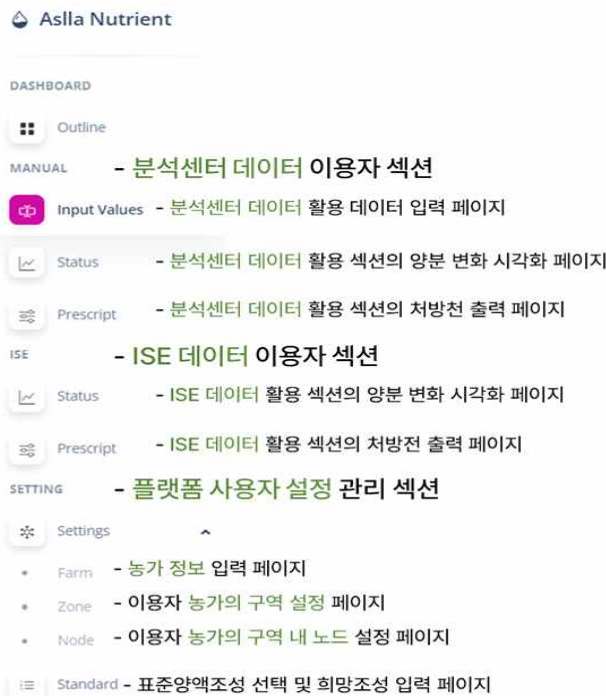 Aslla Nutrient
DASHBOARD
Outline
MANUAL - 분석센터 데이터 이용자 섹션
Input Values - 분석센터 데이터 활용 데이터 입력 페이지
Status - 분석센터 데이터 활용 섹션의 양분 변화 시각화 페이지
Prescript - 분석센터 데이터 활용 섹션의 처방천 출력 페이지
ISE - ISE 데이터 이용자 섹션
Status - ISE 데이터 활용 섹션의 양분 변화 시각화 페이지
Prescript - ISE 데이터 활용 섹션의 처방전 출력 페이지
SETTING - 플랫폼 사용자 설정 관리 섹션
Settings
Farm - 농가 정보 입력 페이지
Zone - 이용자 농가의 구역 설정 페이지
Node - 이용자 농가의 구역 내 노드 설정 페이지
Standard - 표준양액조성 선택 및 희망조성 입력 페이지